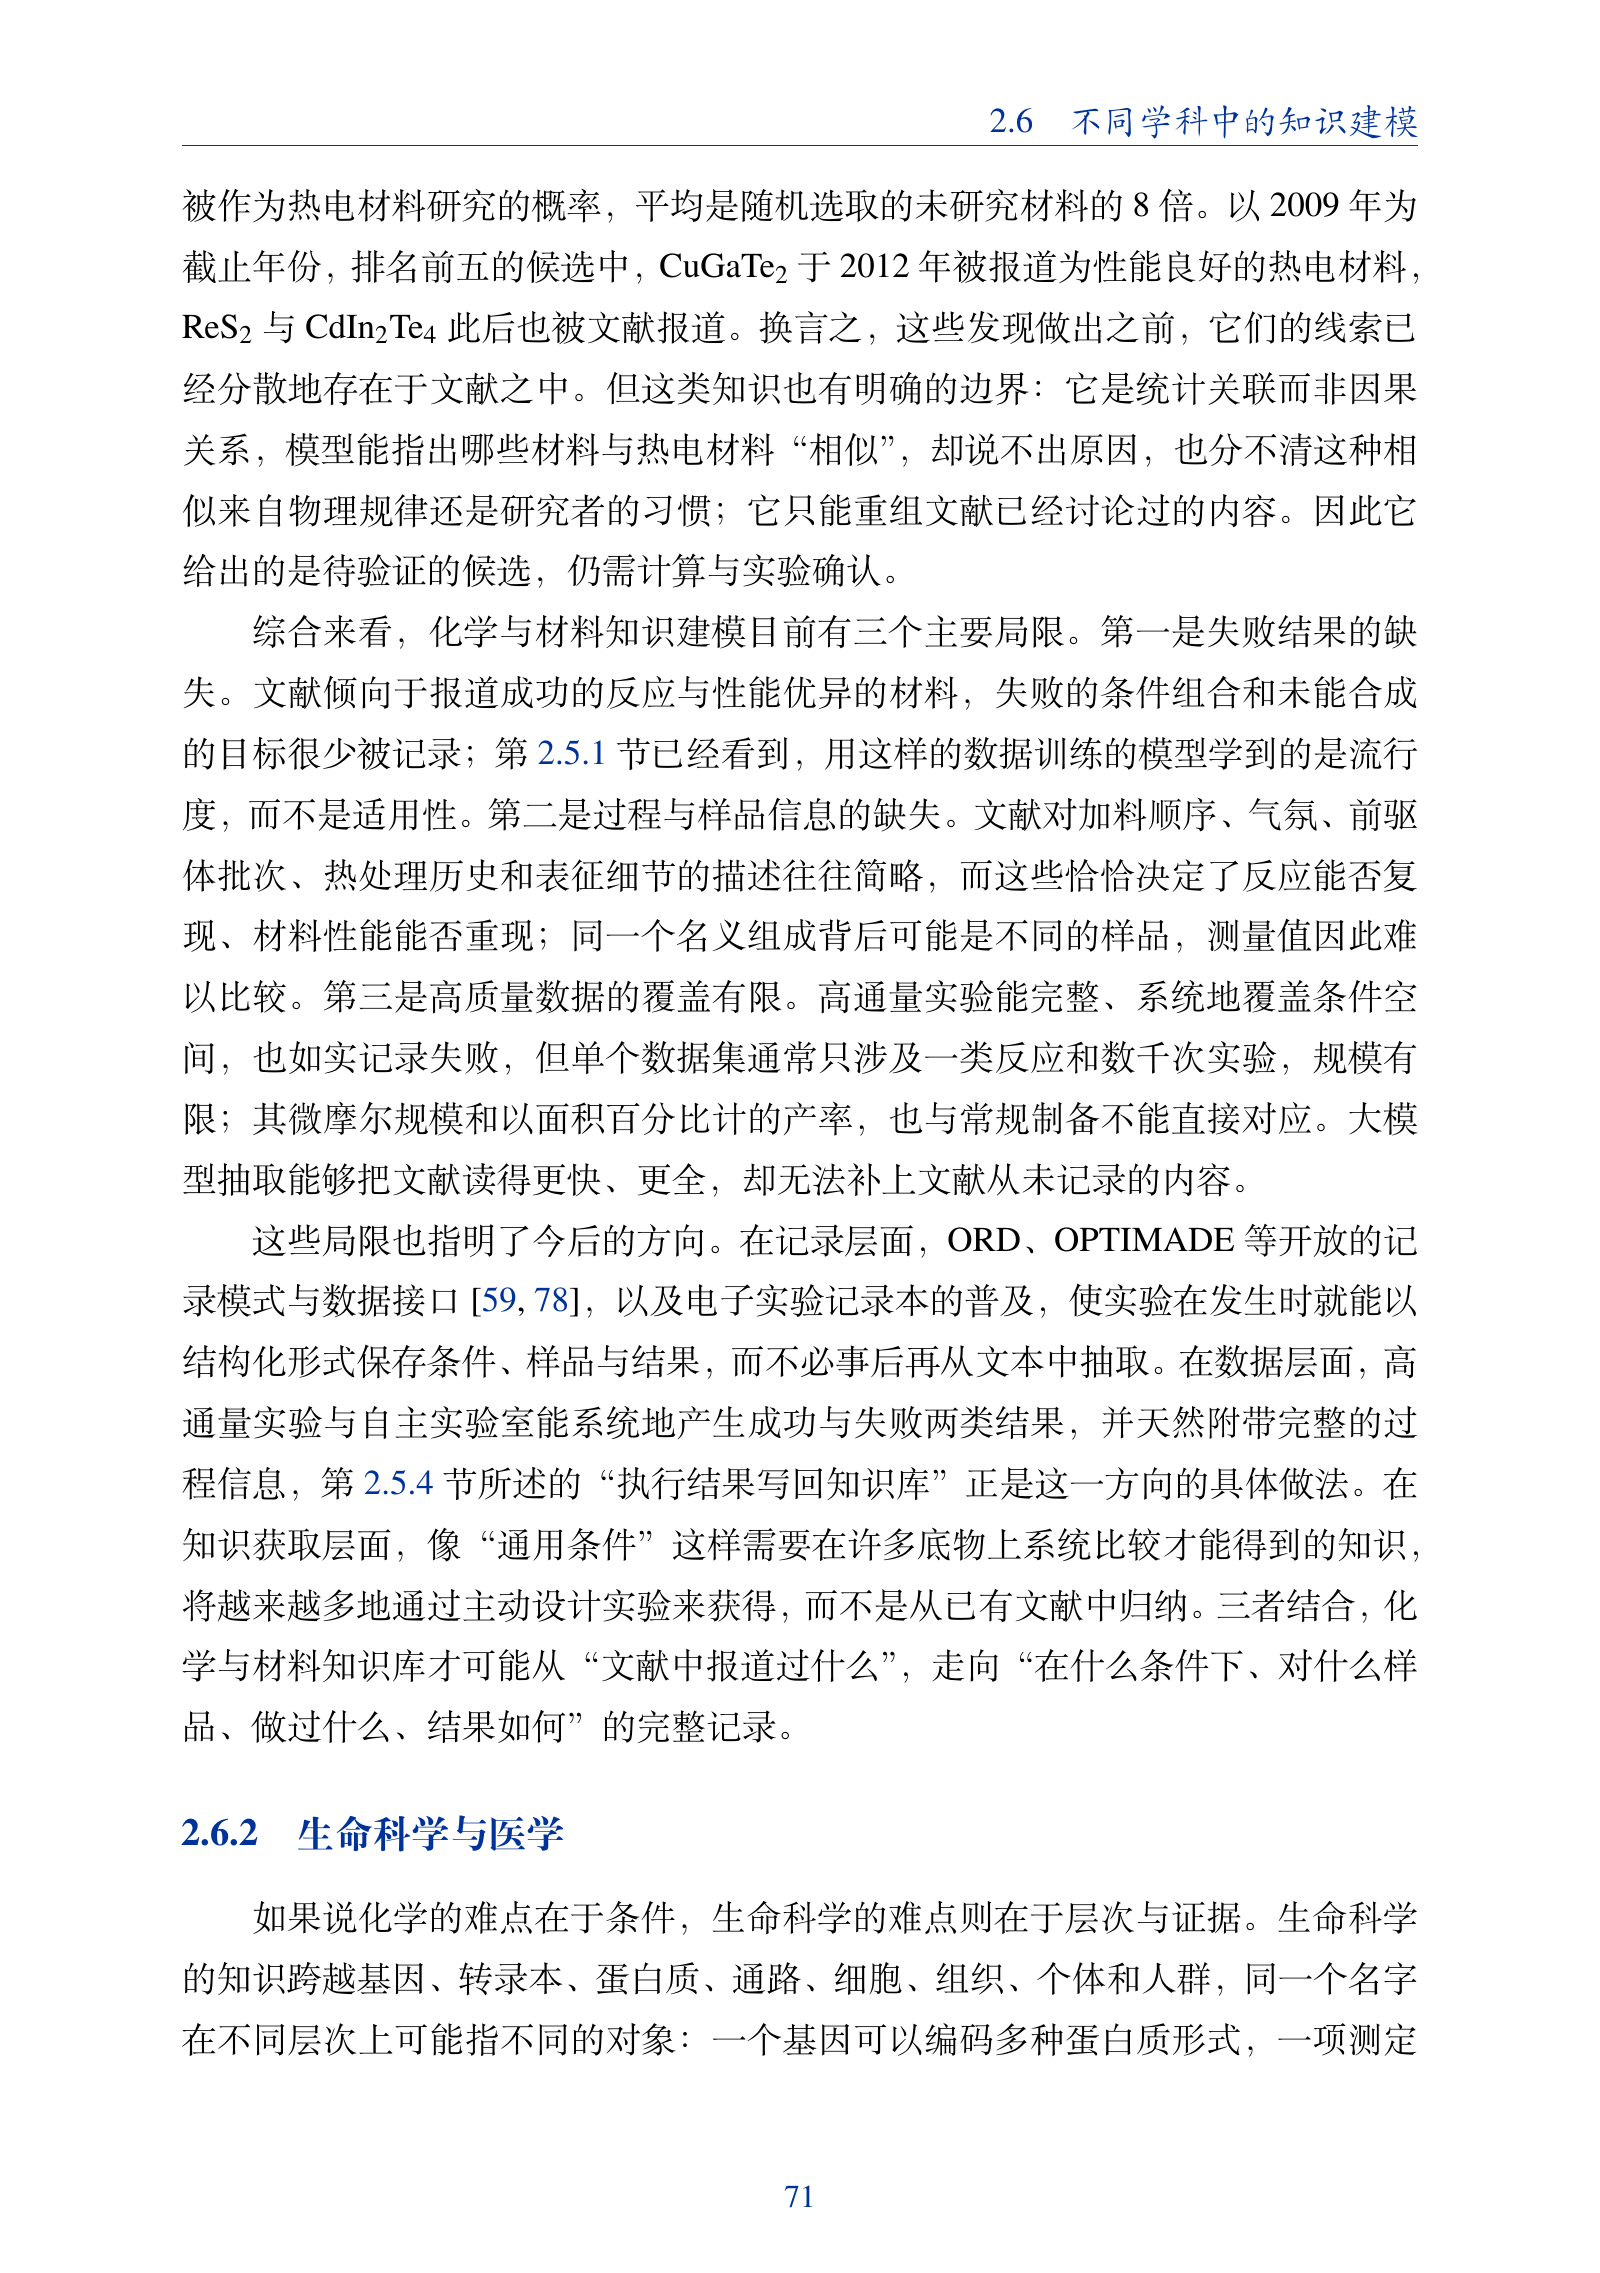 2.6 不同学科中的知识建模
被作为热电材料研究的概率，平均是随机选取的未研究材料的 8 倍。以 2009 年为
截止年份，排名前五的候选中，CuGaTe₂ 于 2012 年被报道为性能良好的热电材料，
ReS₂ 与 CdIn₂Te₄ 此后也被文献报道。换言之，这些发现做出之前，它们的线索已
经分散地存在于文献之中。但这类知识也有明确的边界：它是统计关联而非因果
关系，模型能指出哪些材料与热电材料“相似”，却说不出原因，也分不清这种相
似来自物理规律还是研究者的习惯；它只能重组文献已经讨论过的内容。因此它
给出的是待验证的候选，仍需计算与实验确认。
综合来看，化学与材料知识建模目前有三个主要局限。第一是失败结果的缺
失。文献倾向于报道成功的反应与性能优异的材料，失败的条件组合和未能合成
的目标很少被记录；第 2.5.1 节已经看到，用这样的数据训练的模型学到的是流行
度，而不是适用性。第二是过程与样品信息的缺失。文献对加料顺序、气氛、前驱
体批次、热处理历史和表征细节的描述往往简略，而这些恰恰决定了反应能否复
现、材料性能能否重现；同一个名义组成背后可能是不同的样品，测量值因此难
以比较。第三是高质量数据的覆盖有限。高通量实验能完整、系统地覆盖条件空
间，也如实记录失败，但单个数据集通常只涉及一类反应和数千次实验，规模有
限；其微摩尔规模和以面积百分比计的产率，也与常规制备不能直接对应。大模
型抽取能够把文献读得更快、更全，却无法补上文献从未记录的内容。
这些局限也指明了今后的方向。在记录层面，ORD、OPTIMADE 等开放的记
录模式与数据接口 [59, 78]，以及电子实验记录本的普及，使实验在发生时就能以
结构化形式保存条件、样品与结果，而不必事后再从文本中抽取。在数据层面，高
通量实验与自主实验室能系统地产生成功与失败两类结果，并天然附带完整的过
程信息，第 2.5.4 节所述的“执行结果写回知识库”正是这一方向的具体做法。在
知识获取层面，像“通用条件”这样需要在许多底物上系统比较才能得到的知识，
将越来越多地通过主动设计实验来获得，而不是从已有文献中归纳。三者结合，化
学与材料知识库才可能从“文献中报道过什么”，走向“在什么条件下、对什么样
品、做过什么、结果如何”的完整记录。
2.6.2 生命科学与医学
如果说化学的难点在于条件，生命科学的难点则在于层次与证据。生命科学
的知识跨越基因、转录本、蛋白质、通路、细胞、组织、个体和人群，同一个名字
在不同层次上可能指不同的对象：一个基因可以编码多种蛋白质形式，一项测定
71